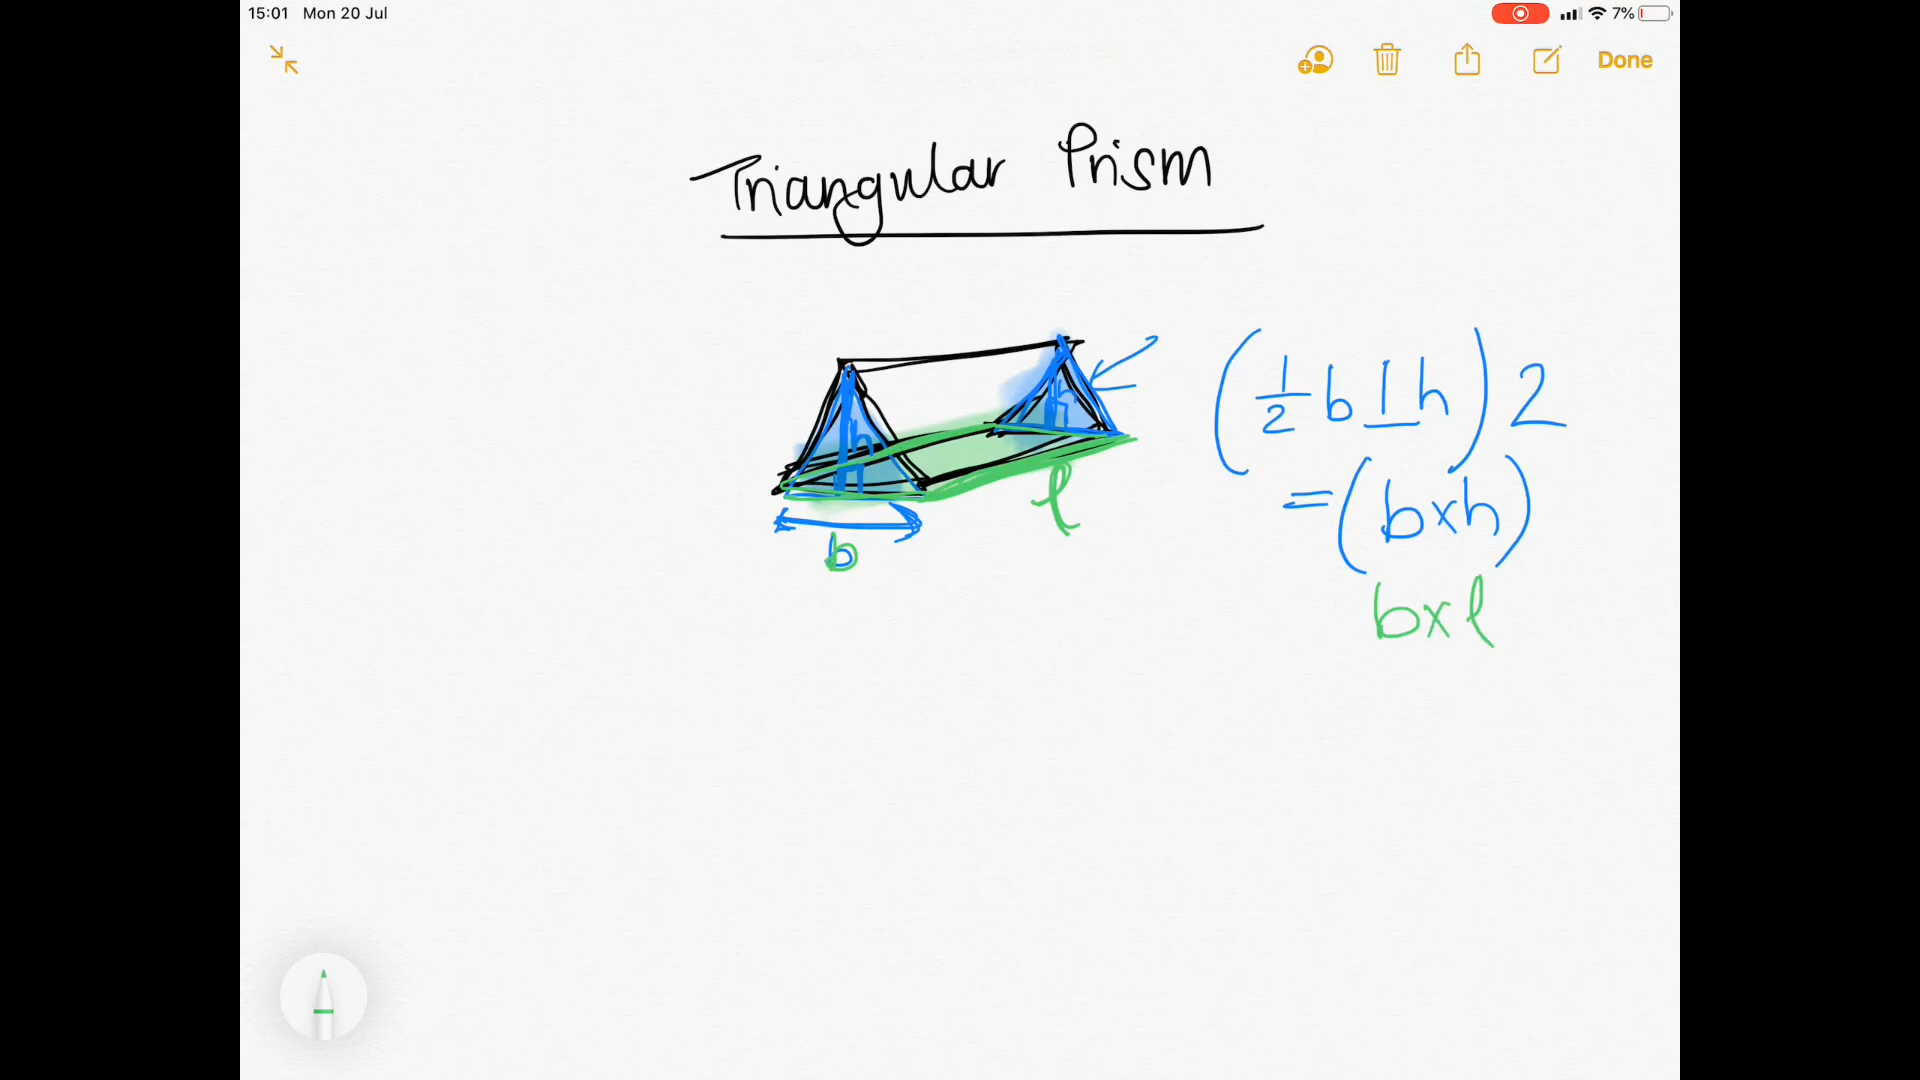 15:01 Mon 20 Jul 7%
Done
Triangular Prism
(1/2 b ⊥ h) 2
= (b×h)
b×l
h
h
l
b